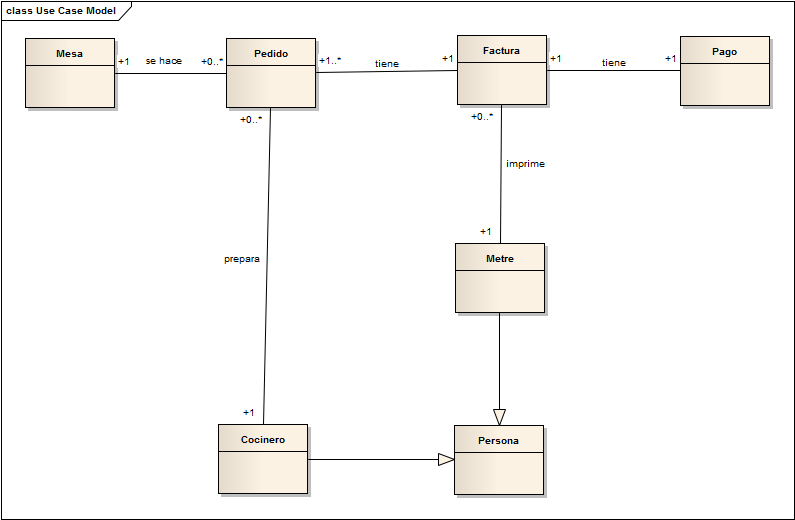 class Use Case Model
Mesa
Pedido
Factura
Pago
+1
se hace
+0..*
+1..*
tiene
+1
+1
tiene
+1
+0..*
+0..*
imprime
+1
Metre
prepara
+1
Cocinero
Persona